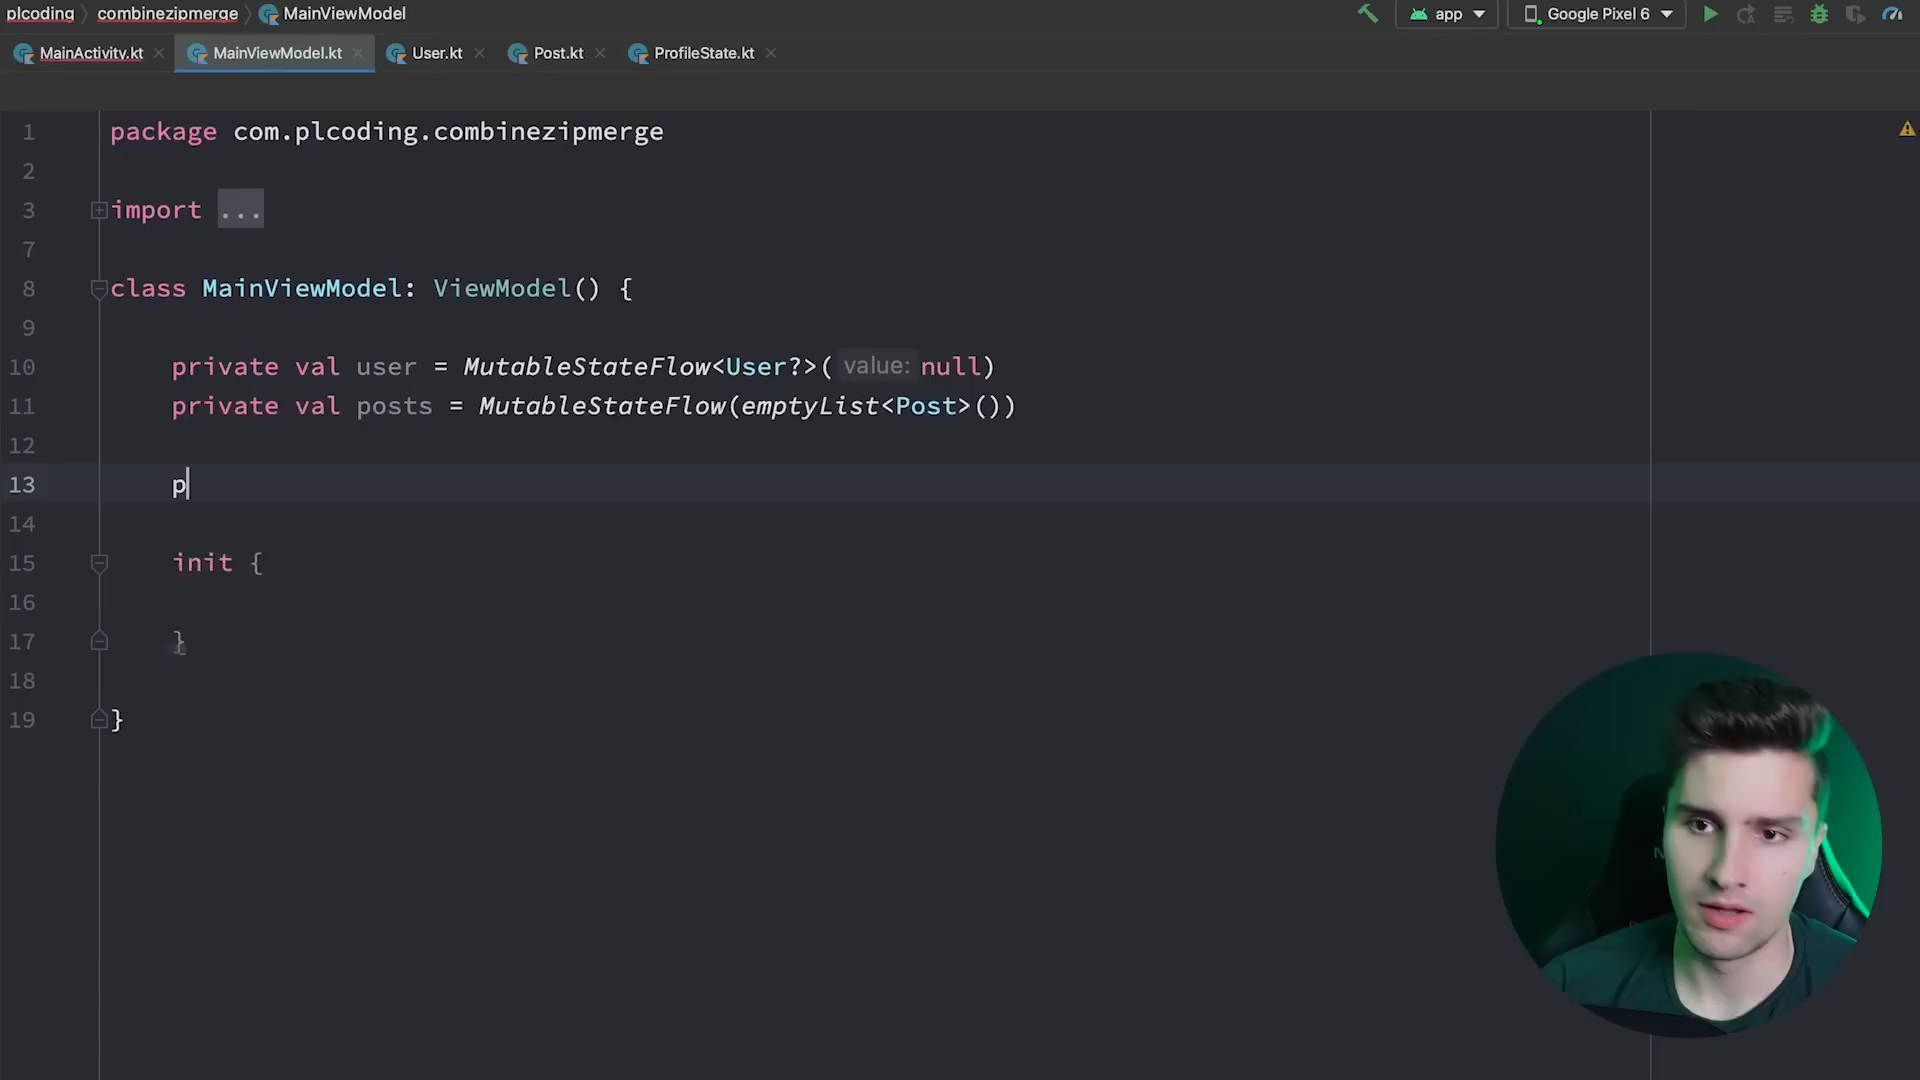 plcoding combinezipmerge MainViewModel app Google Pixel 6
MainActivity.kt MainViewModel.kt User.kt Post.kt ProfileState.kt
1 package com.plcoding.combinezipmerge
2
3 import ...
7
8 class MainViewModel: ViewModel() {
9
10 private val user = MutableStateFlow<User?>( value: null)
11 private val posts = MutableStateFlow(emptyList<Post>())
12
13 p
14
15 init {
16
17 }
18
19 }